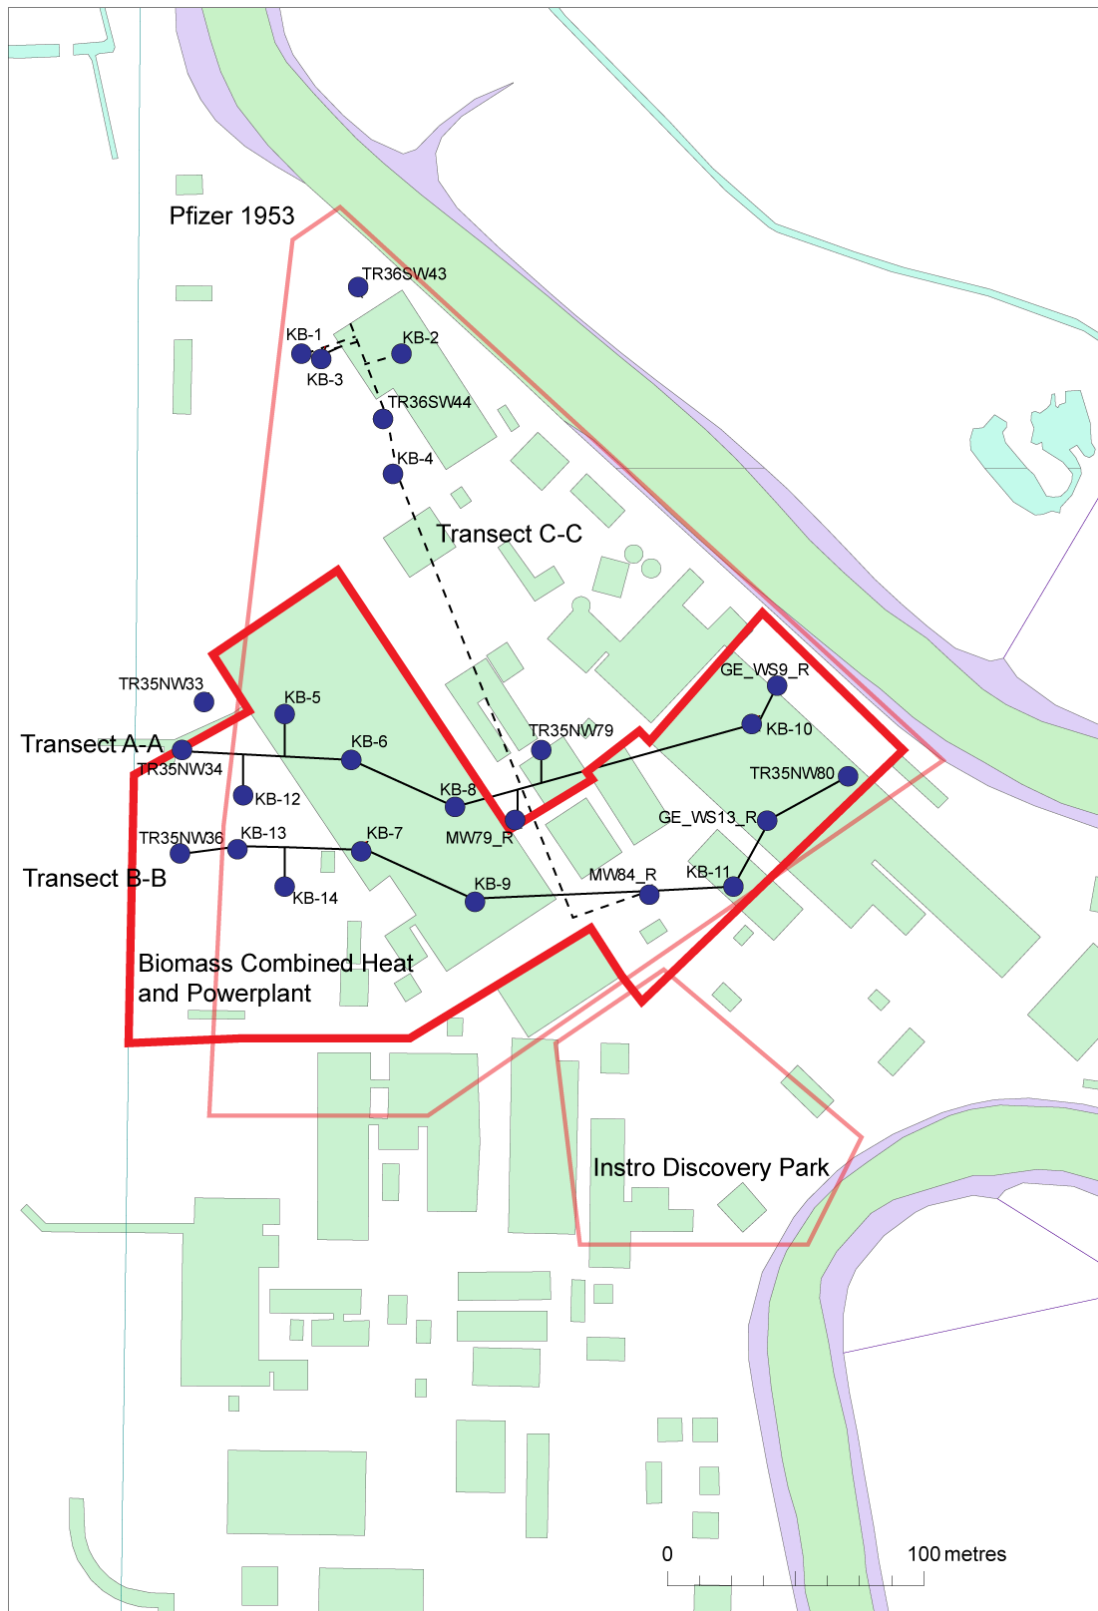 Pfizer 1953
TR36SW43
KB-1
KB-2
KB-3
TR36SW44
KB-4
Transect C-C
TR35NW33
GE_WS9_R
KB-5
KB-10
Transect A-A
TR35NW34
KB-6
TR35NW79
TR35NW80
KB-12
KB-8
GE_WS13_R
TR35NW36
KB-13
KB-7
MW79_R
Transect B-B
KB-14
KB-9
MW84_R
KB-11
Biomass Combined Heat
and Powerplant
Instro Discovery Park
0 100 metres